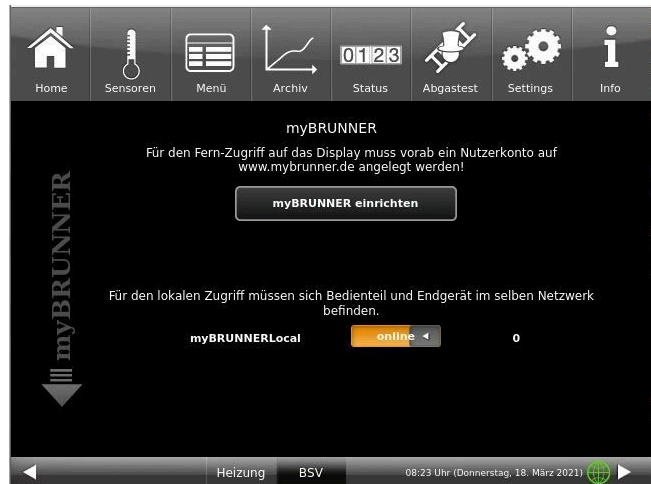 0123
Home Sensoren Menü Archiv Status Abgastest Settings Info
myBRUNNER
Für den Fern-Zugriff auf das Display muss vorab ein Nutzerkonto auf
www.mybrunner.de angelegt werden!
myBRUNNER einrichten
myBRUNNER
Für den lokalen Zugriff müssen sich Bedienteil und Endgerät im selben Netzwerk
befinden.
myBRUNNERLocal online 0
Heizung BSV 08:23 Uhr (Donnerstag, 18. März 2021)